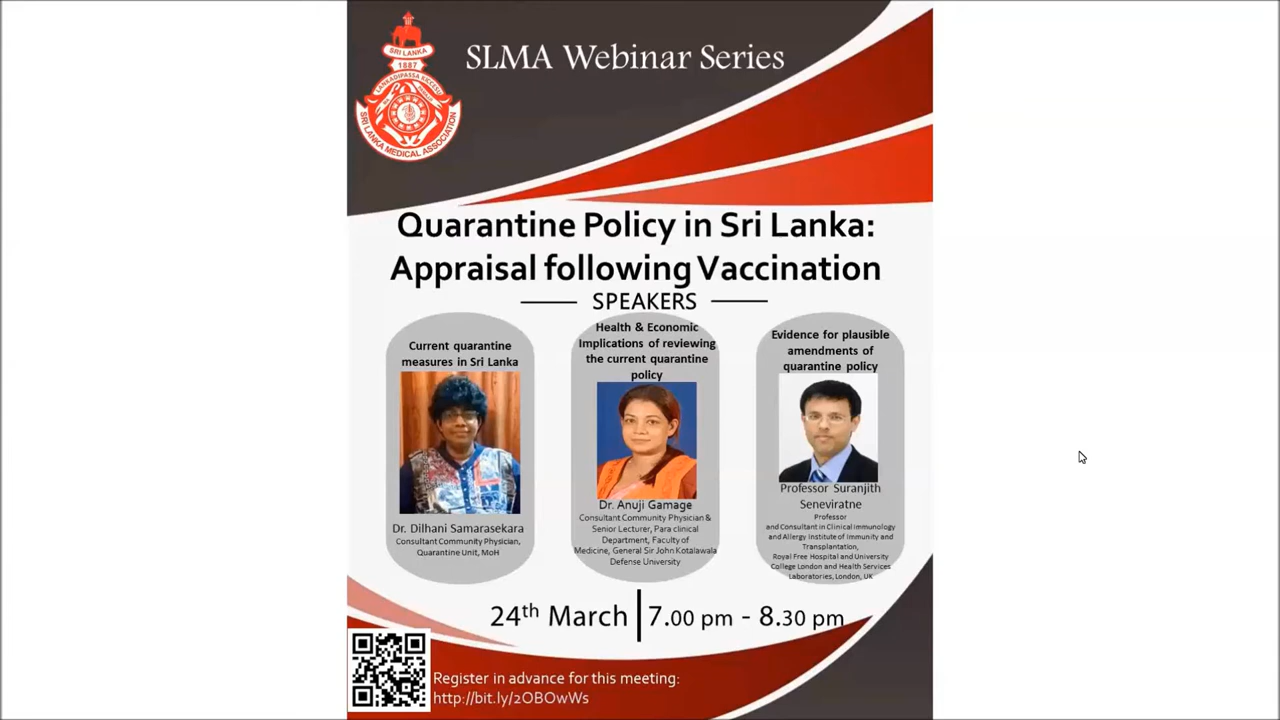 SLMA Webinar Series
SRI LANKA
1887
SRI LANKA MEDICAL ASSOCIATION
Quarantine Policy in Sri Lanka:
Appraisal following Vaccination
SPEAKERS
Current quarantine
measures in Sri Lanka
Dr. Dilhani Samarasekara
Consultant Community Physician,
Quarantine Unit, MoH
Health & Economic
Implications of reviewing
the current quarantine
policy
Dr. Anuji Gamage
Consultant Community Physician &
Senior Lecturer, Para clinical
Department, Faculty of
Medicine, General Sir John Kotalawala
Defense University
Evidence for plausible
amendments of
quarantine policy
Professor Suranjith
Seneviratne
Professor
and Consultant in Clinical Immunology
and Allergy Institute of Immunity and
Transplantation,
Royal Free Hospital and University
College London and Health Services
Laboratories, London, UK
24th March
7.00 pm - 8.30 pm
Register in advance for this meeting:
http://bit.ly/2OBOwWs